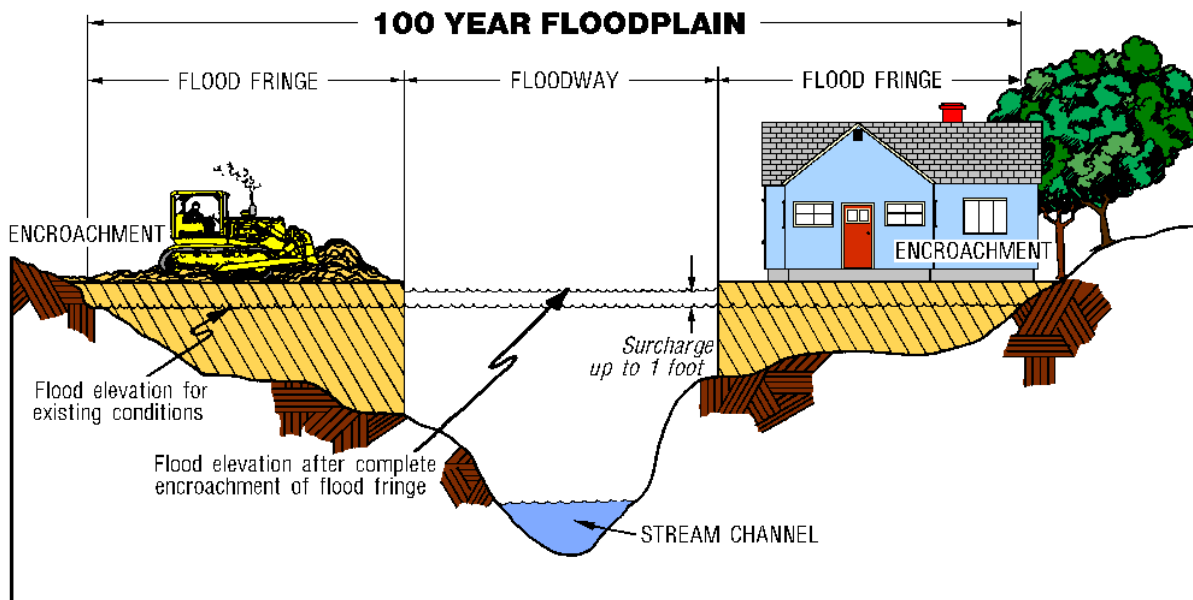 100 YEAR FLOODPLAIN
FLOOD FRINGE
FLOODWAY
FLOOD FRINGE
ENCROACHMENT
ENCROACHMENT
Surcharge
up to 1 foot
Flood elevation for
existing conditions
Flood elevation after complete
encroachment of flood fringe
STREAM CHANNEL